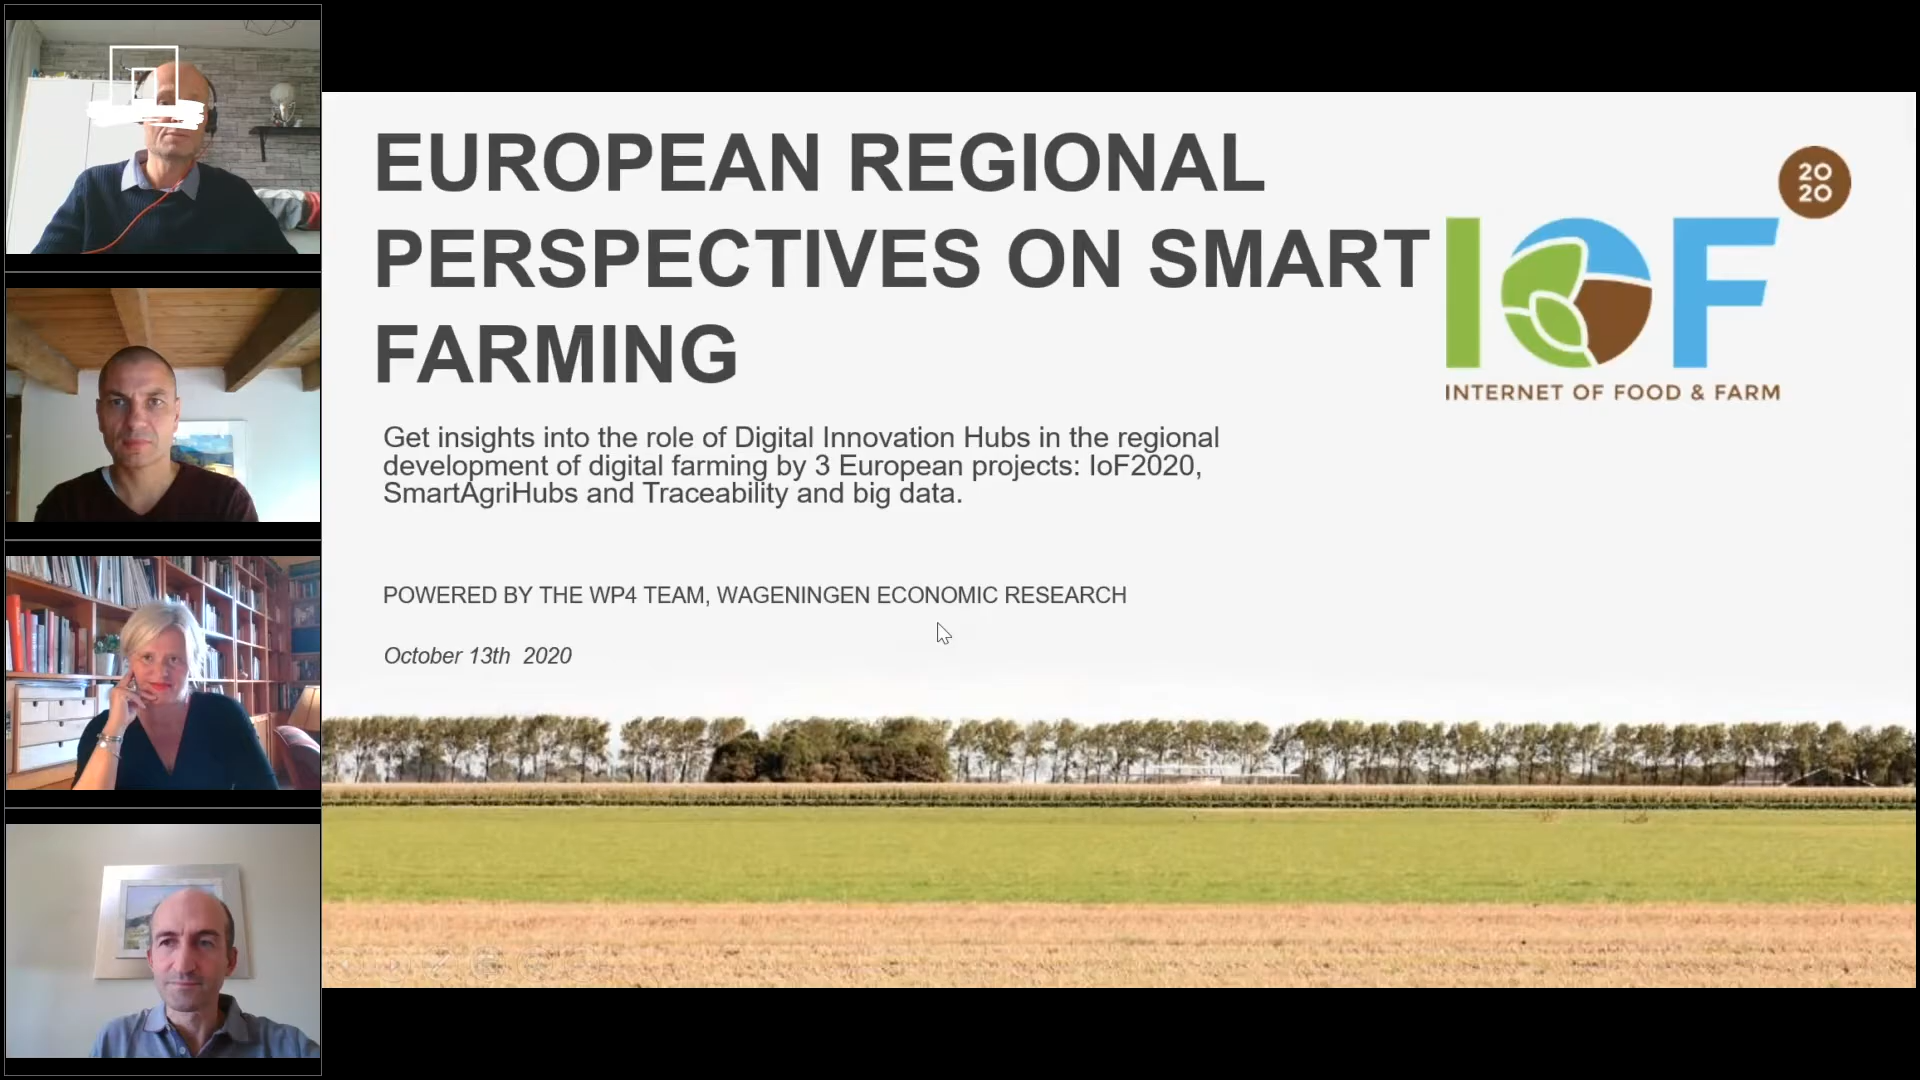 EUROPEAN REGIONAL
PERSPECTIVES ON SMART
FARMING
20
20
IOF
INTERNET OF FOOD & FARM
Get insights into the role of Digital Innovation Hubs in the regional
development of digital farming by 3 European projects: IoF2020,
SmartAgriHubs and Traceability and big data.
POWERED BY THE WP4 TEAM, WAGENINGEN ECONOMIC RESEARCH
October 13th  2020